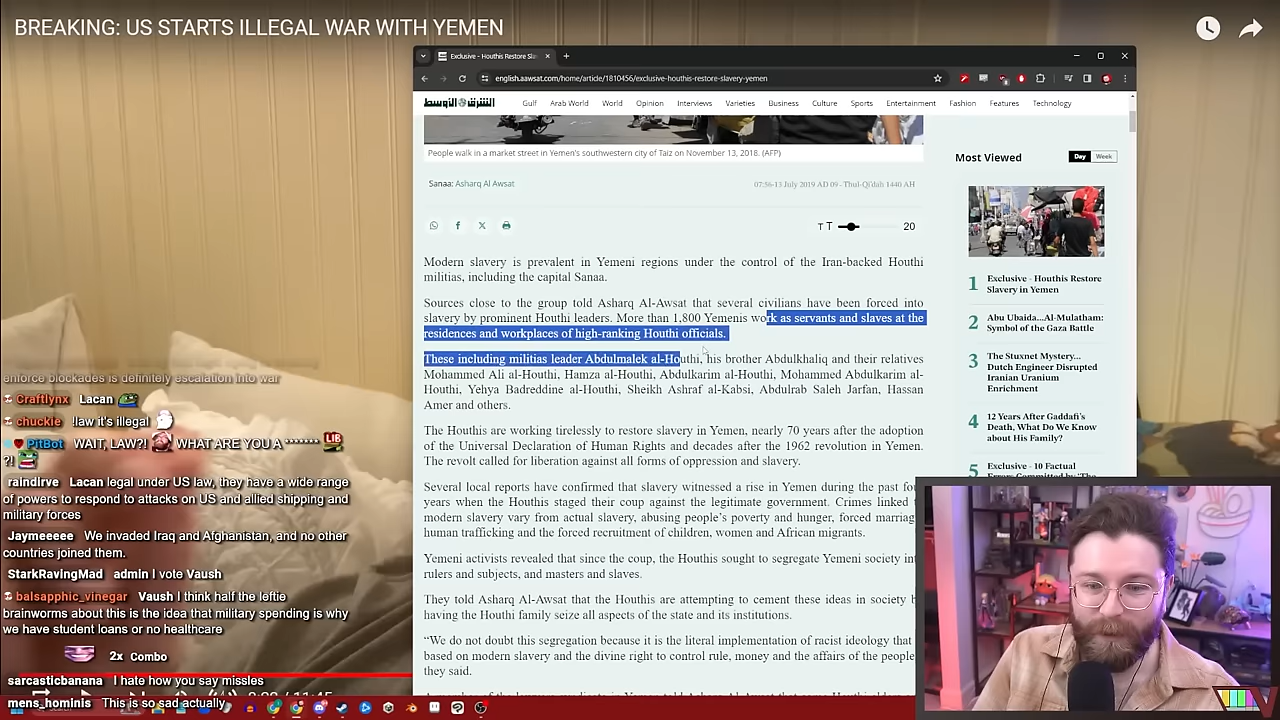 BREAKING: US STARTS ILLEGAL WAR WITH YEMEN
Exclusive - Houthis Restore Sla
english.aawsat.com/home/article/1810456/exclusive-houthis-restore-slavery-yemen
الشرق الأوسط
Gulf Arab World World Opinion Interviews Varieties Business Culture Sports Entertainment Fashion Features Technology
People walk in a market street in Yemen's southwestern city of Taiz on November 13, 2018. (AFP)
Sanaa: Asharq Al Awsat
07:56-13 July 2019 AD ـ 09 Thul-Qi'dah 1440 AH
T T 20
Modern slavery is prevalent in Yemeni regions under the control of the Iran-backed Houthi
militias, including the capital Sanaa.
Sources close to the group told Asharq Al-Awsat that several civilians have been forced into
slavery by prominent Houthi leaders. More than 1,800 Yemenis work as servants and slaves at the
residences and workplaces of high-ranking Houthi officials.
These including militias leader Abdulmalek al-Houthi, his brother Abdulkhaliq and their relatives
Mohammed Ali al-Houthi, Hamza al-Houthi, Abdulkarim al-Houthi, Mohammed Abdulkarim al-
Houthi, Yehya Badreddine al-Houthi, Sheikh Ashraf al-Kabsi, Abdulrab Saleh Jarfan, Hassan
Amer and others.
The Houthis are working tirelessly to restore slavery in Yemen, nearly 70 years after the adoption
of the Universal Declaration of Human Rights and decades after the 1962 revolution in Yemen.
The revolt called for liberation against all forms of oppression and slavery.
Several local reports have confirmed that slavery witnessed a rise in Yemen during the past fou
years when the Houthis staged their coup against the legitimate government. Crimes linked
modern slavery vary from actual slavery, abusing people's poverty and hunger, forced marriag
human trafficking and the forced recruitment of children, women and African migrants.
Yemeni activists revealed that since the coup, the Houthis sought to segregate Yemeni society int
rulers and subjects, and masters and slaves.
They told Asharq Al-Awsat that the Houthis are attempting to cement these ideas in society b
having the Houthi family seize all aspects of the state and its institutions.
“We do not doubt this segregation because it is the literal implementation of racist ideology that
based on modern slavery and the divine right to control rule, money and the affairs of the people
they said.
Most Viewed
Day Week
1 Exclusive - Houthis Restore
Slavery in Yemen
2 Abu Ubaida...Al-Mulatham:
Symbol of the Gaza Battle
3 The Stuxnet Mystery...
Dutch Engineer Disrupted
Iranian Uranium
Enrichment
4 12 Years After Gaddafi's
Death, What Do We Know
about His Family?
5 Exclusive - 10 Factual
enforce blockades is definitely escalation into war
Craftlynx Lacan
chuckie !law it's illegal
PitBot WAIT, LAW?! WHAT ARE YOU A ******* LIB
?!
raindirve Lacan legal under US law, they have a wide range
of powers to respond to attacks on US and allied shipping and
military forces
Jaymeeeee We invaded Iraq and Afghanistan, and no other
countries joined them.
StarkRavingMad admin I vote Vaush
balsapphic_vinegar Vaush I think half the leftie
brainworms about this is the idea that military spending is why
we have student loans or no healthcare
2x Combo
sarcasticbanana I hate how you say missles
mens_hominis This is so sad actually